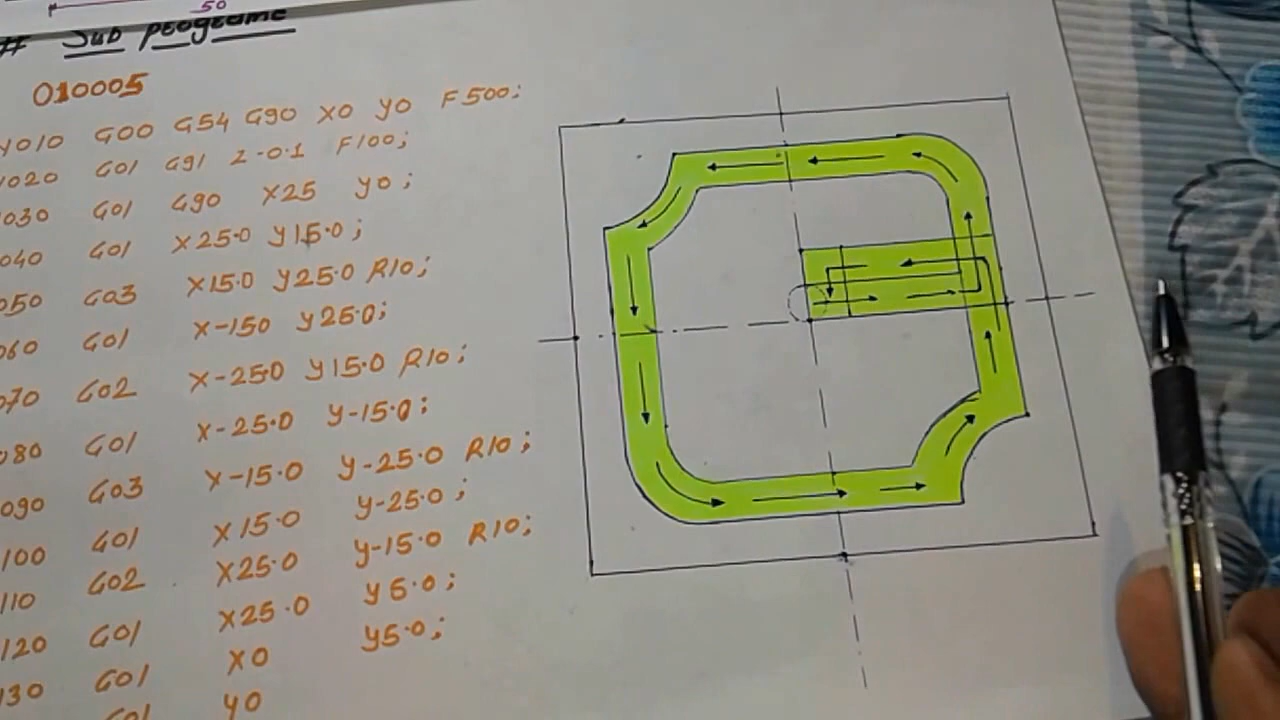 50
# Sub programe
O10005
N010 G00 G54 G90 X0 Y0 F500;
N020 G01 G91 Z-0.1 F100;
N030 G01 G90 X25 Y0;
040 G01 X25.0 Y15.0;
050 G03 X15.0 Y25.0 R10;
060 G01 X-150 Y25.0;
070 G02 X-250 Y15.0 R10;
080 G01 X-25.0 Y-15.0;
090 G03 X-15.0 Y-25.0 R10;
100 G01 X15.0 Y-25.0;
110 G02 X25.0 Y-15.0 R10;
120 G01 X25.0 Y5.0;
130 G01 X0 Y5.0;
G01 Y0